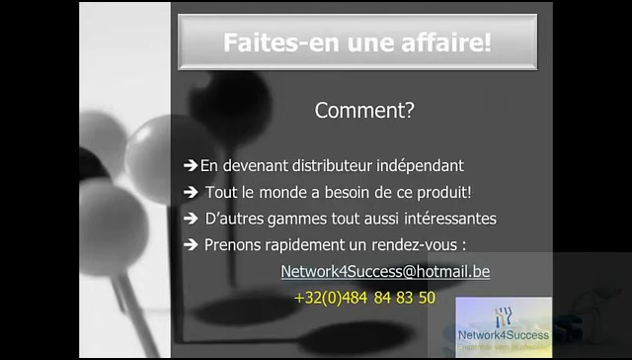 Faites-en une affaire!
Comment?
➔ En devenant distributeur indépendant
➔ Tout le monde a besoin de ce produit!
➔ D'autres gammes tout aussi intéressantes
➔ Prenons rapidement un rendez-vous :
Network4Success@hotmail.be
+32(0)484 84 83 50
Network4Success